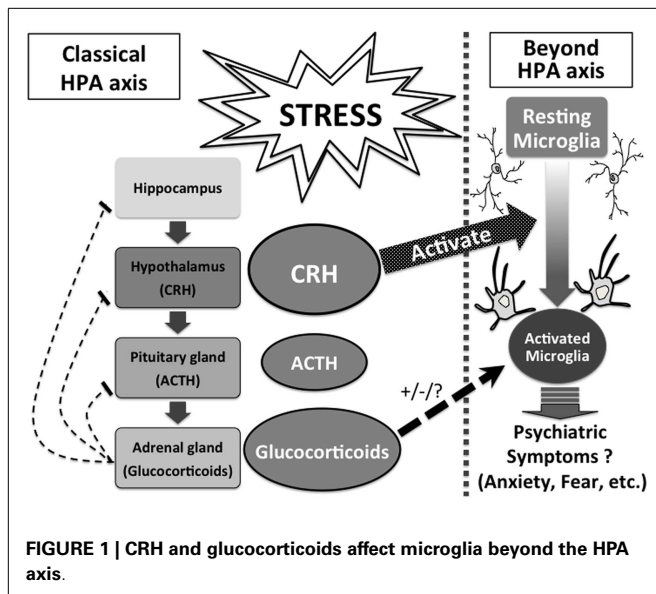 Classical
HPA axis
STRESS
Beyond
HPA axis
Resting
Microglia
Hippocampus
Hypothalamus
(CRH)
CRH
Activate
Pituitary gland
(ACTH)
ACTH
Activated
Microglia
+/-/?
Adrenal gland
(Glucocorticoids)
Glucocorticoids
Psychiatric
Symptoms ?
(Anxiety, Fear, etc.)
FIGURE 1 | CRH and glucocorticoids affect microglia beyond the HPA
axis.